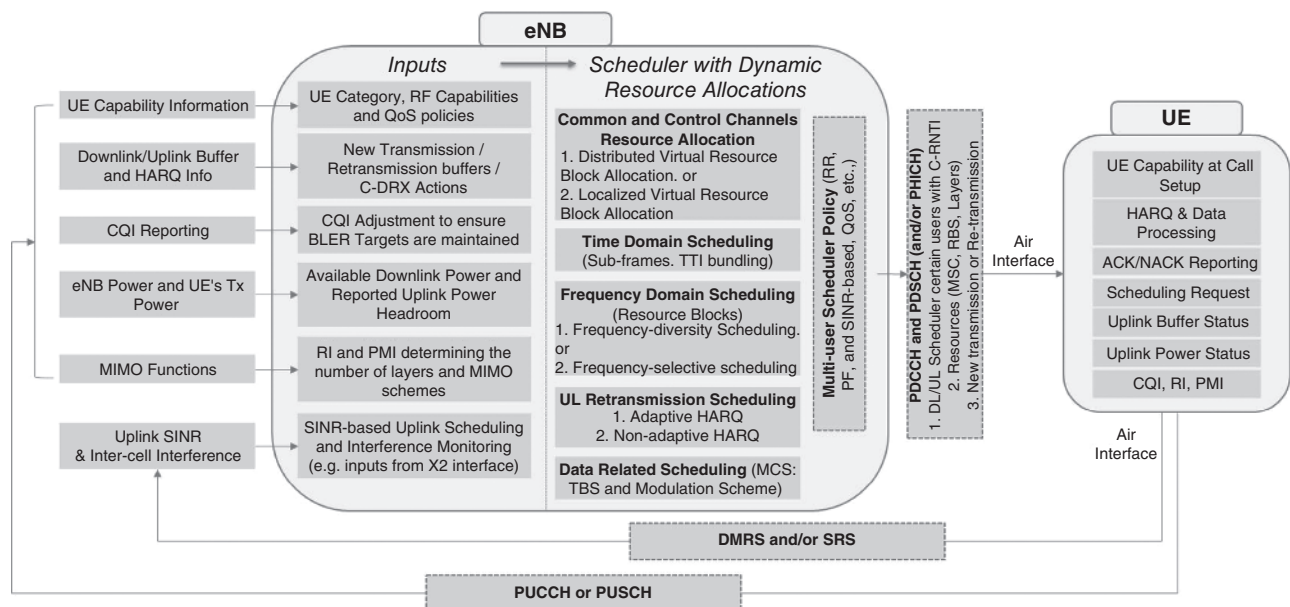 eNB
Inputs
Scheduler with Dynamic
Resource Allocations
UE Capability Information
Downlink/Uplink Buffer
and HARQ Info
CQI Reporting
eNB Power and UE's Tx
Power
MIMO Functions
Uplink SINR
& Inter-cell Interference
UE Category, RF Capabilities
and QoS policies
New Transmission /
Retransmission buffers /
C-DRX Actions
CQI Adjustment to ensure
BLER Targets are maintained
Available Downlink Power and
Reported Uplink Power
Headroom
RI and PMI determining the
number of layers and MIMO
schemes
SINR-based Uplink Scheduling
and Interference Monitoring
(e.g. inputs from X2 interface)
Common and Control Channels
Resource Allocation
1. Distributed Virtual Resource
Block Allocation. or
2. Localized Virtual Resource
Block Allocation
Time Domain Scheduling
(Sub-frames. TTI bundling)
Frequency Domain Scheduling
(Resource Blocks)
1. Frequency-diversity Scheduling.
or
2. Frequency-selective scheduling
UL Retransmission Scheduling
1. Adaptive HARQ
2. Non-adaptive HARQ
Data Related Scheduling (MCS:
TBS and Modulation Scheme)
Multi-user Scheduler Policy (RR,
PF, and SINR-based, QoS, etc.,)
PDCCH and PDSCH (and/or PHICH)
1. DL/UL Scheduler certain users with C-RNTI
2. Resources (MSC, RBS, Layers)
3. New transmission or Re-transmission
Air
Interface
UE
UE Capability at Call
Setup
HARQ & Data
Processing
ACK/NACK Reporting
Scheduling Request
Uplink Buffer Status
Uplink Power Status
CQI, RI, PMI
Air
Interface
DMRS and/or SRS
PUCCH or PUSCH